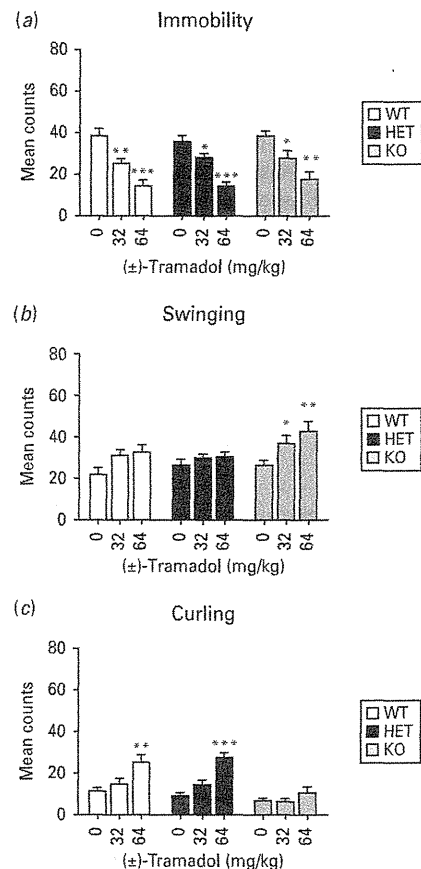 (a) Immobility
80
60
40
20
0
Mean counts
** *** * *** * **
0 32 64 0 32 64 0 32 64
(±)-Tramadol (mg/kg)
WT
HET
KO
(b) Swinging
80
60
40
20
0
Mean counts
* **
0 32 64 0 32 64 0 32 64
(±)-Tramadol (mg/kg)
WT
HET
KO
(c) Curling
80
60
40
20
0
Mean counts
** ***
0 32 64 0 32 64 0 32 64
(±)-Tramadol (mg/kg)
WT
HET
KO